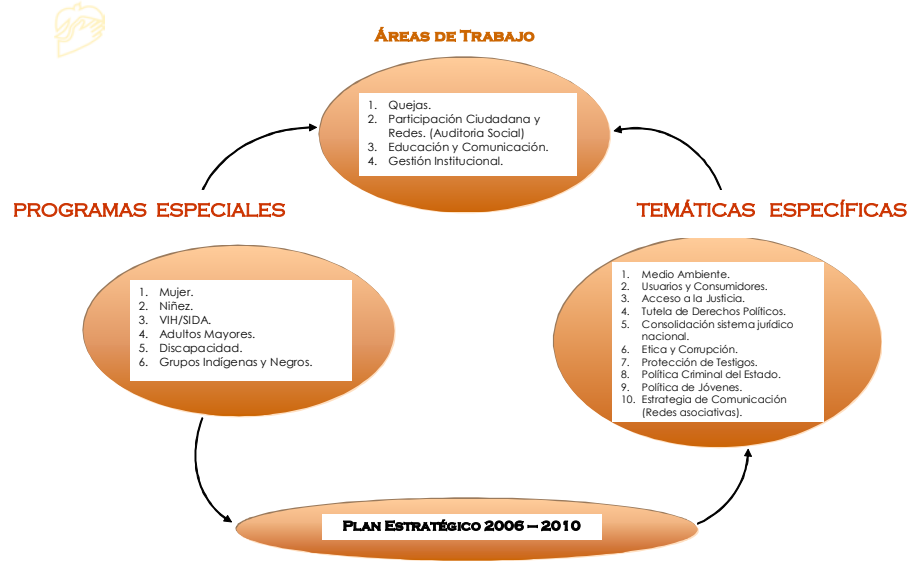 ÁREAS DE TRABAJO
1. Quejas.
2. Participación Ciudadana y
Redes. (Auditoria Social)
3. Educación y Comunicación.
4. Gestión Institucional.
PROGRAMAS ESPECIALES
1. Mujer.
2. Niñez.
3. VIH/SIDA.
4. Adultos Mayores.
5. Discapacidad.
6. Grupos Indígenas y Negros.
TEMÁTICAS ESPECÍFICAS
1. Medio Ambiente.
2. Usuarios y Consumidores.
3. Acceso a la Justicia.
4. Tutela de Derechos Políticos.
5. Consolidación sistema jurídico
nacional.
6. Etica y Corrupción.
7. Protección de Testigos.
8. Política Criminal del Estado.
9. Política de Jóvenes.
10. Estrategia de Comunicación
(Redes asociativas).
PLAN ESTRATÉGICO 2006 – 2010